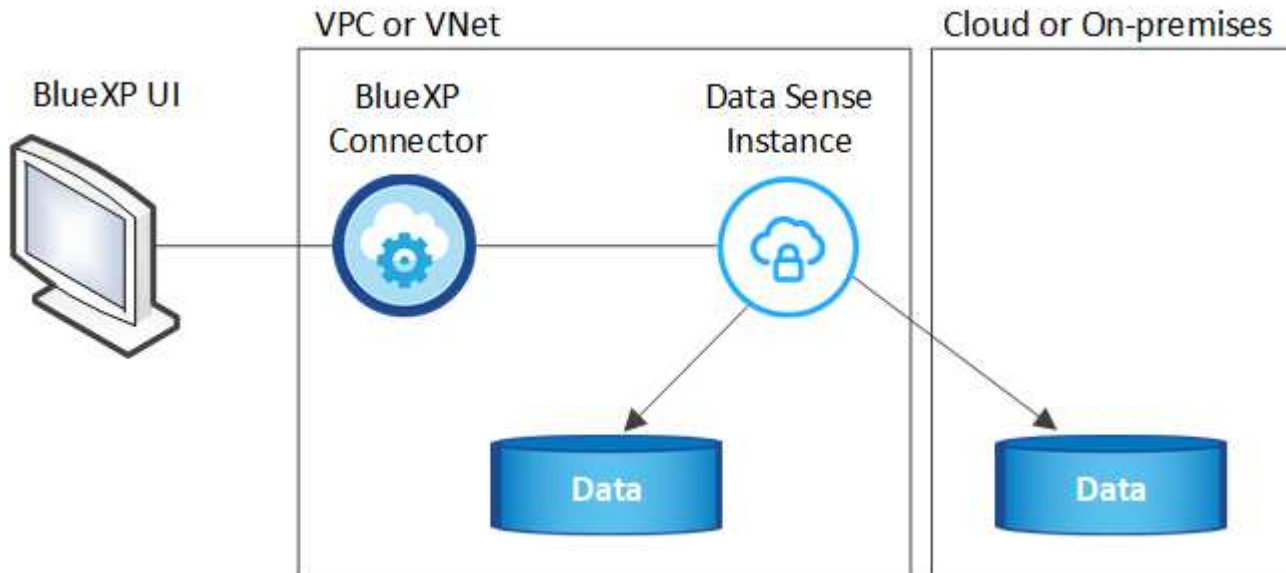 VPC or VNet
Cloud or On-premises
BlueXP UI
BlueXP
Connector
Data Sense
Instance
Data
Data